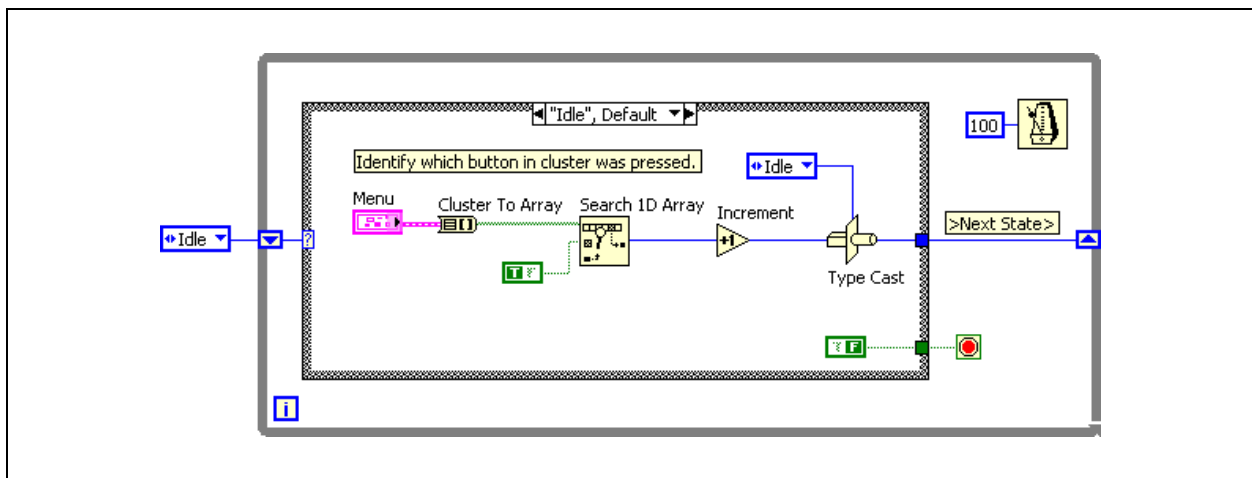 "Idle", Default
100
Identify which button in cluster was pressed.
Idle
Menu
Cluster To Array
Search 1D Array
Increment
+1
>Next State>
Idle
?
T
Type Cast
F
i